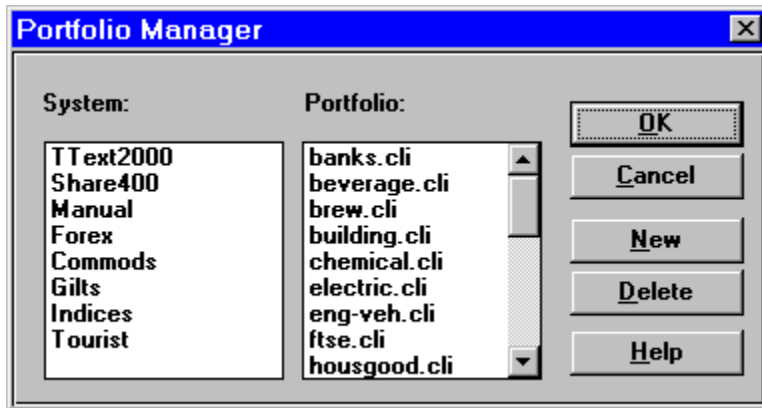 Portfolio Manager
System:
TText2000
Share400
Manual
Forex
Commods
Gilts
Indices
Tourist
Portfolio:
banks.cli
beverage.cli
brew.cli
building.cli
chemical.cli
electric.cli
eng-veh.cli
ftse.cli
housgood.cli
OK
Cancel
New
Delete
Help